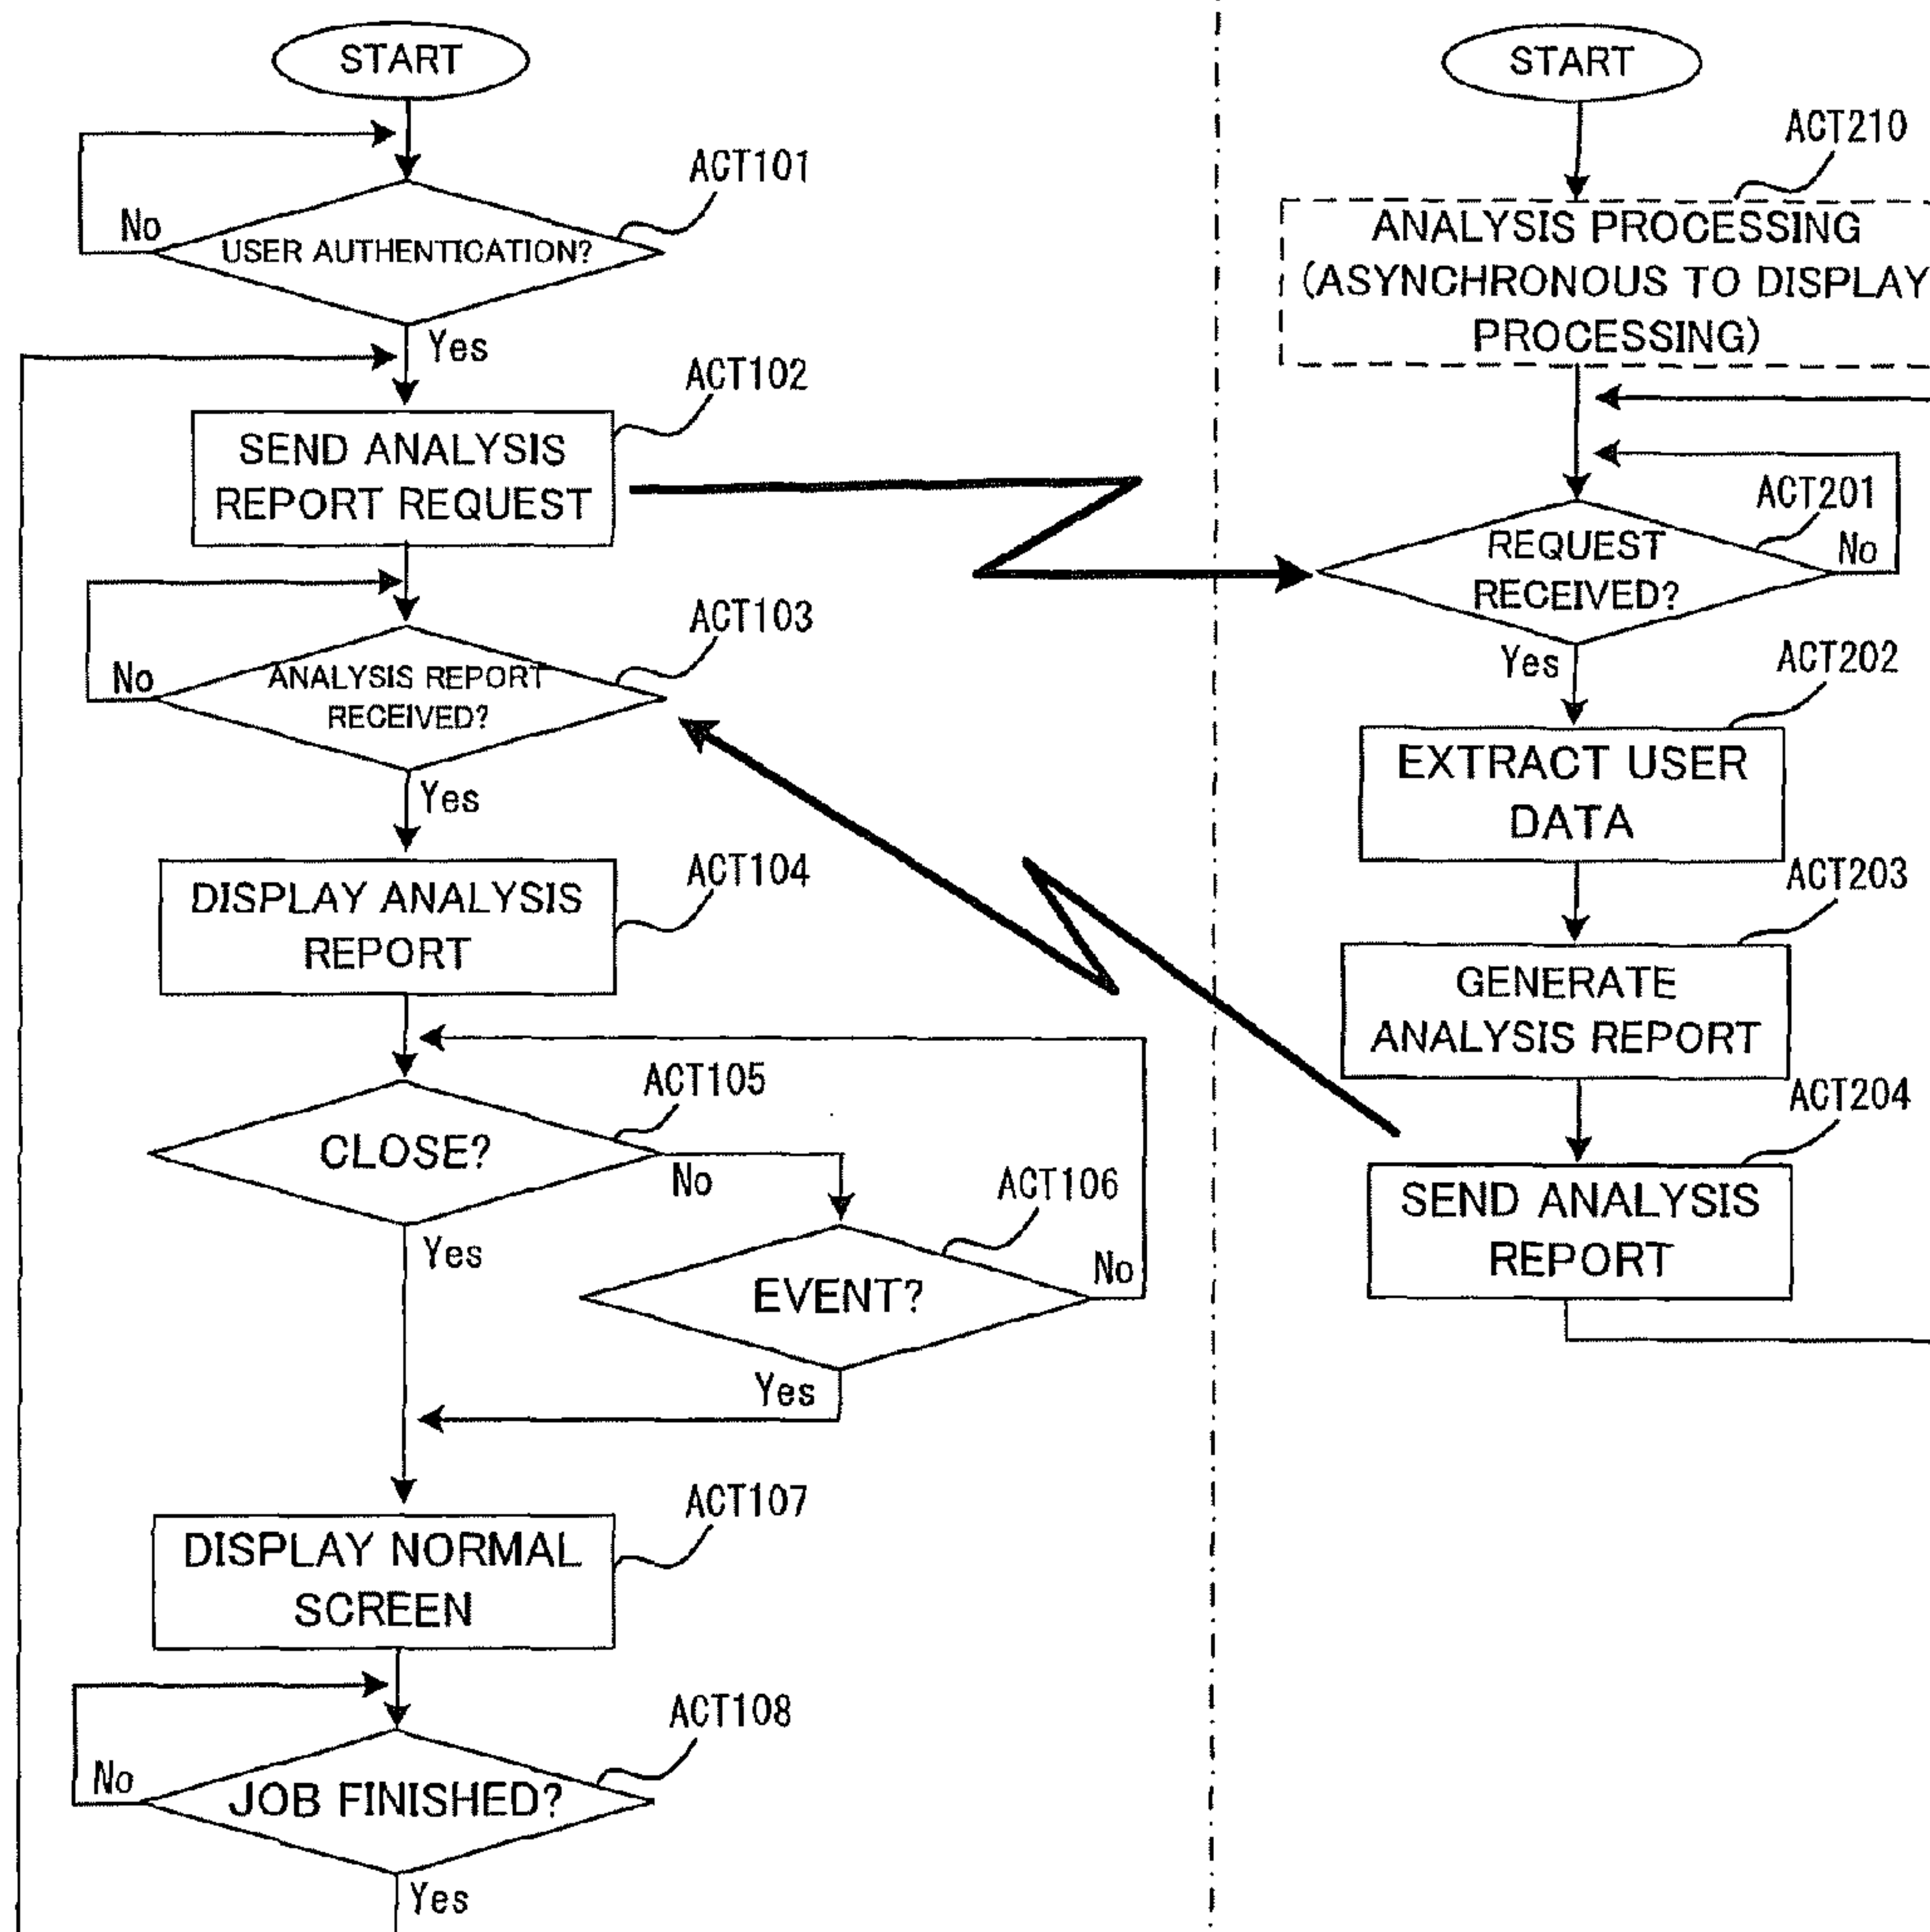 START
ACT101
No
USER AUTHENTICATION?
Yes
ACT102
SEND ANALYSIS
REPORT REQUEST
ACT103
No
ANALYSIS REPORT
RECEIVED?
Yes
ACT104
DISPLAY ANALYSIS
REPORT
ACT105
CLOSE?
No
Yes
ACT106
EVENT?
No
Yes
ACT107
DISPLAY NORMAL
SCREEN
ACT108
No
JOB FINISHED?
Yes
START
ACT210
ANALYSIS PROCESSING
(ASYNCHRONOUS TO DISPLAY
PROCESSING)
ACT201
REQUEST
RECEIVED?
No
Yes
ACT202
EXTRACT USER
DATA
ACT203
GENERATE
ANALYSIS REPORT
ACT204
SEND ANALYSIS
REPORT